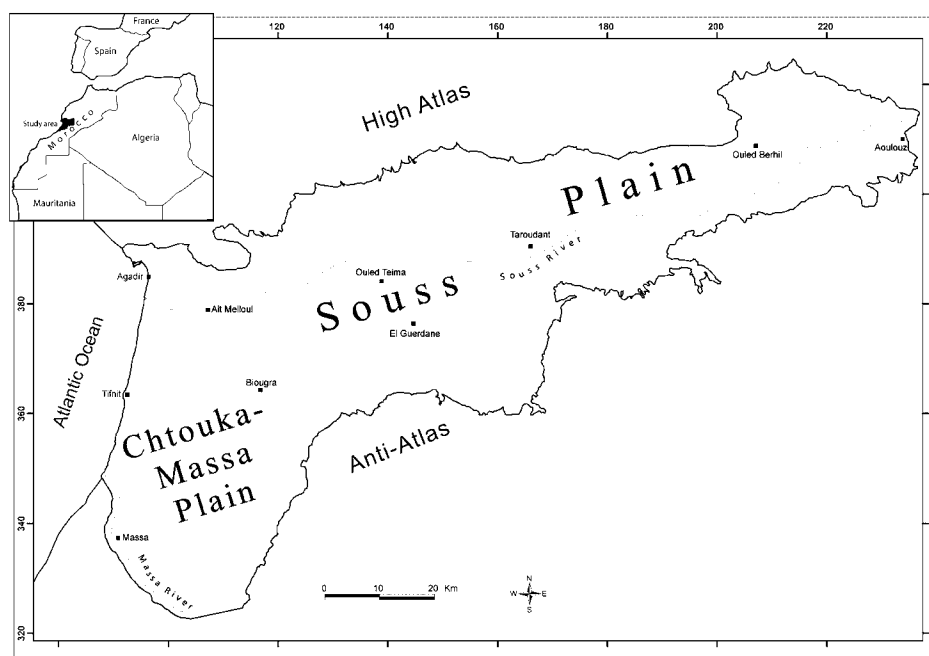 France
Spain
Study area
Morocco
Algeria
Mauritania
120
140
160
180
200
220
High Atlas
Ouled Berhil
Aoulouz
Plain
Taroudant
Souss River
Agadir
Ouled Teima
Souss
Ait Melloul
El Guerdane
380
Atlantic Ocean
Tifnit
Biougra
360
Chtouka-
Massa
Plain
Anti-Atlas
340
Massa
Massa River
0 10 20 Km
N
W E
S
320